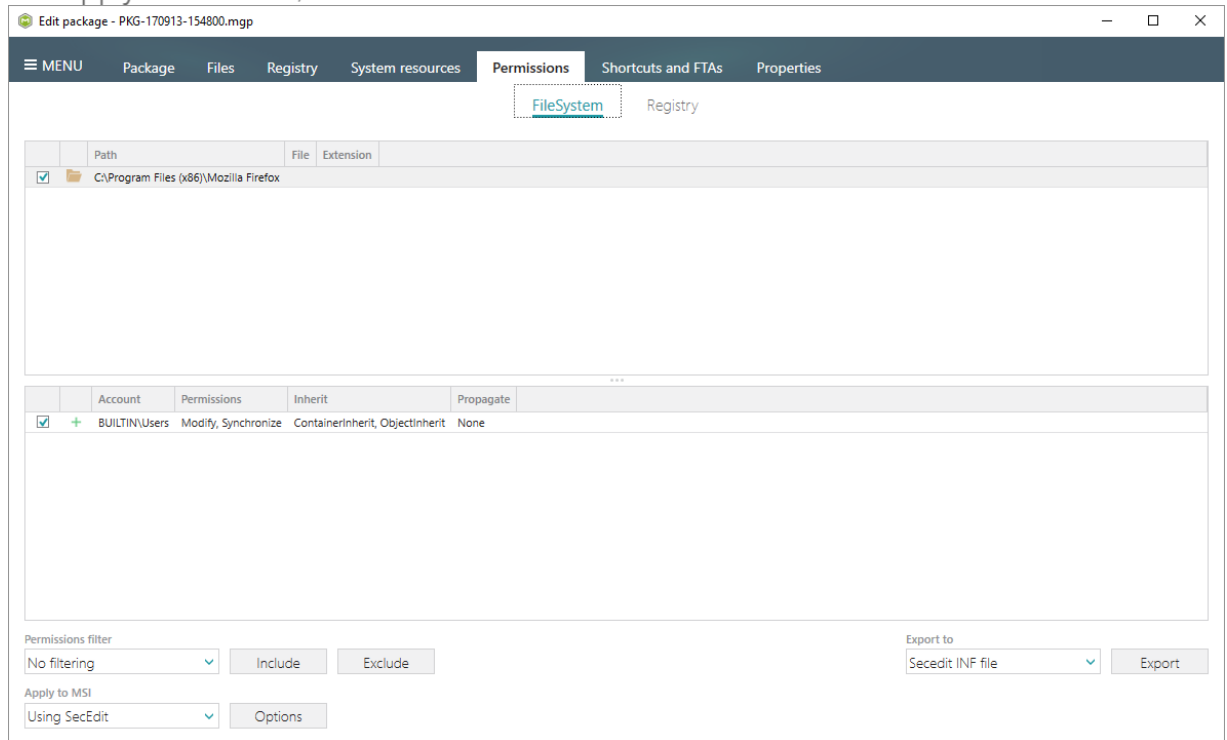 Edit package - PKG-170913-154800.mgp
MENU Package Files Registry System resources Permissions Shortcuts and FTAs Properties
FileSystem Registry
Path File Extension
C:\Program Files (x86)\Mozilla Firefox
Account Permissions Inherit Propagate
BUILTIN\Users Modify, Synchronize ContainerInherit, ObjectInherit None
Permissions filter Export to
No filtering Include Exclude Secedit INF file Export
Apply to MSI
Using SecEdit Options